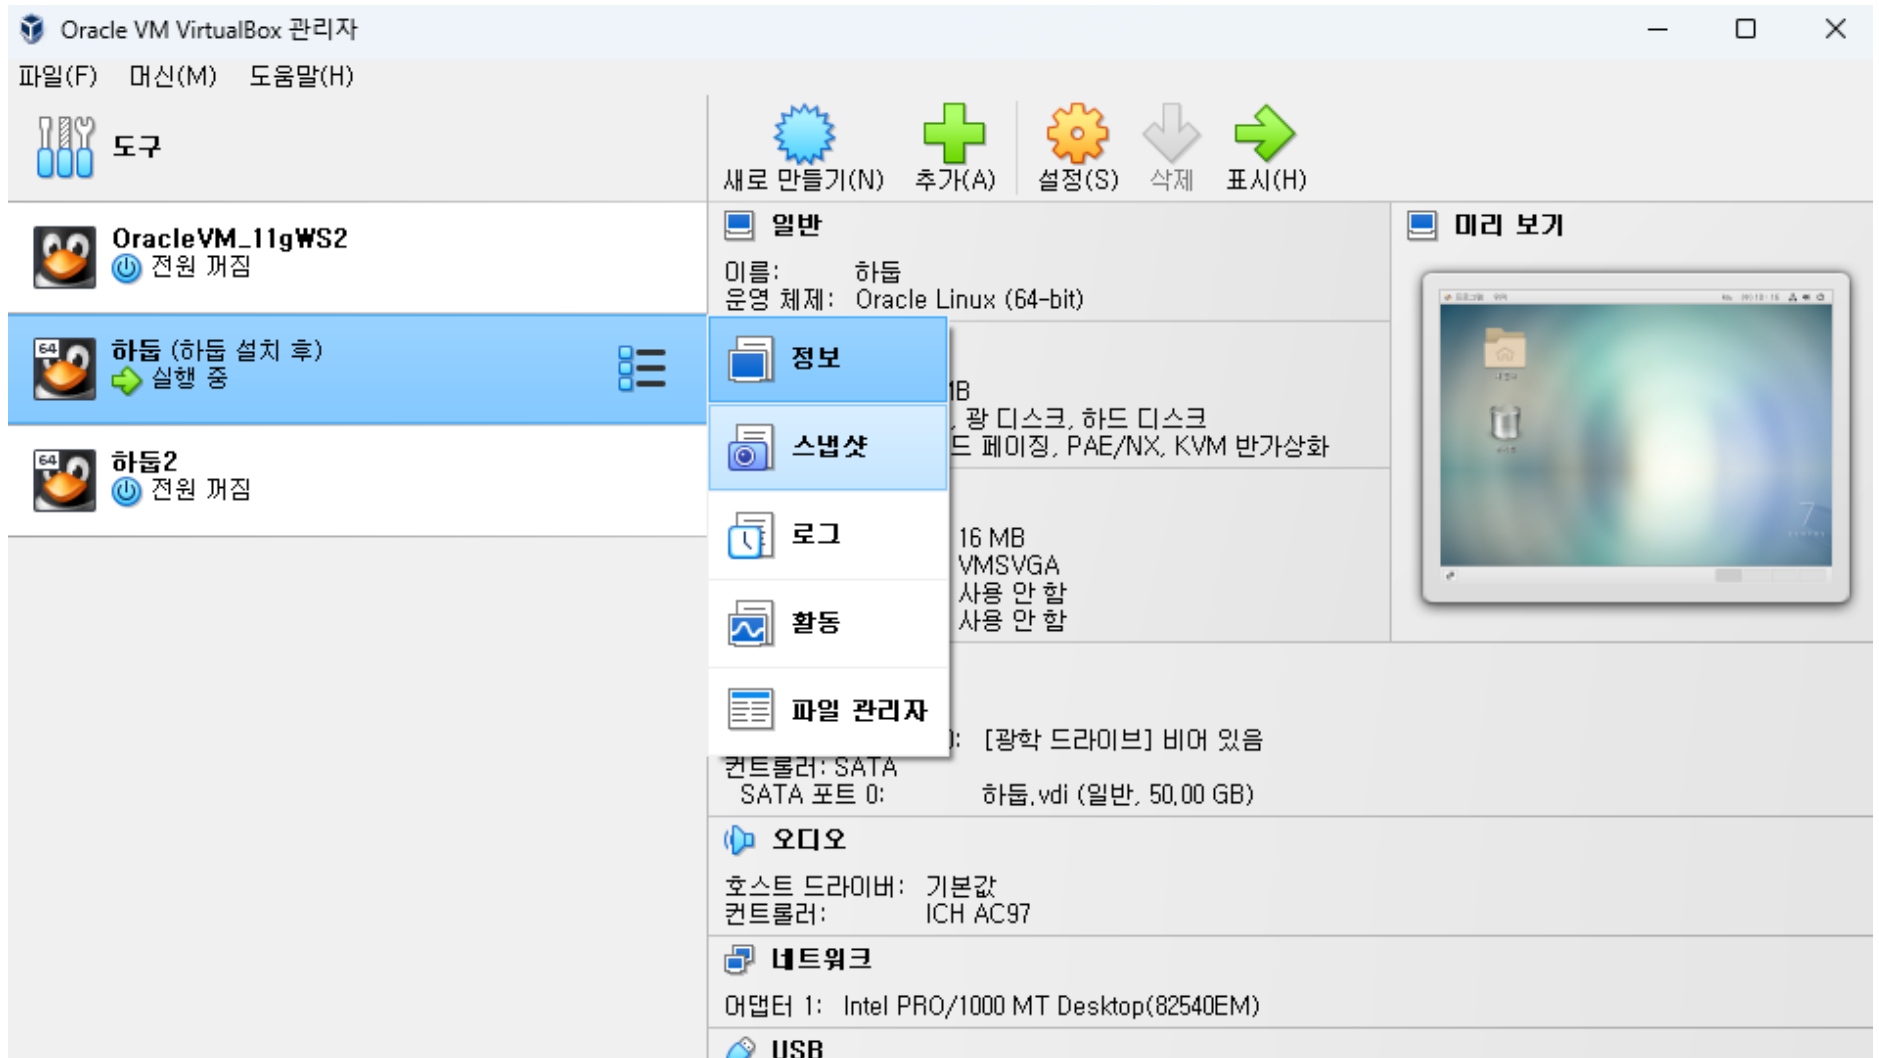 Oracle VM VirtualBox 관리자
파일(F) 머신(M) 도움말(H)
도구
새로 만들기(N) 추가(A) 설정(S) 삭제 표시(H)
OracleVM_11g₩S2
전원 꺼짐
하둡 (하둡 설치 후)
실행 중
하둡2
전원 꺼짐
정보
스냅샷
로그
활동
파일 관리자
일반
이름: 하둡
운영 체제: Oracle Linux (64-bit)
, 광 디스크, 하드 디스크
페이징, PAE/NX, KVM 반가상화
16 MB
VMSVGA
사용 안 함
사용 안 함
[광학 드라이브] 비어 있음
컨트롤러: SATA
SATA 포트 0: 하둡.vdi (일반, 50,00 GB)
오디오
호스트 드라이버: 기본값
컨트롤러: ICH AC97
네트워크
어댑터 1: Intel PRO/1000 MT Desktop(82540EM)
USB
미리 보기
7